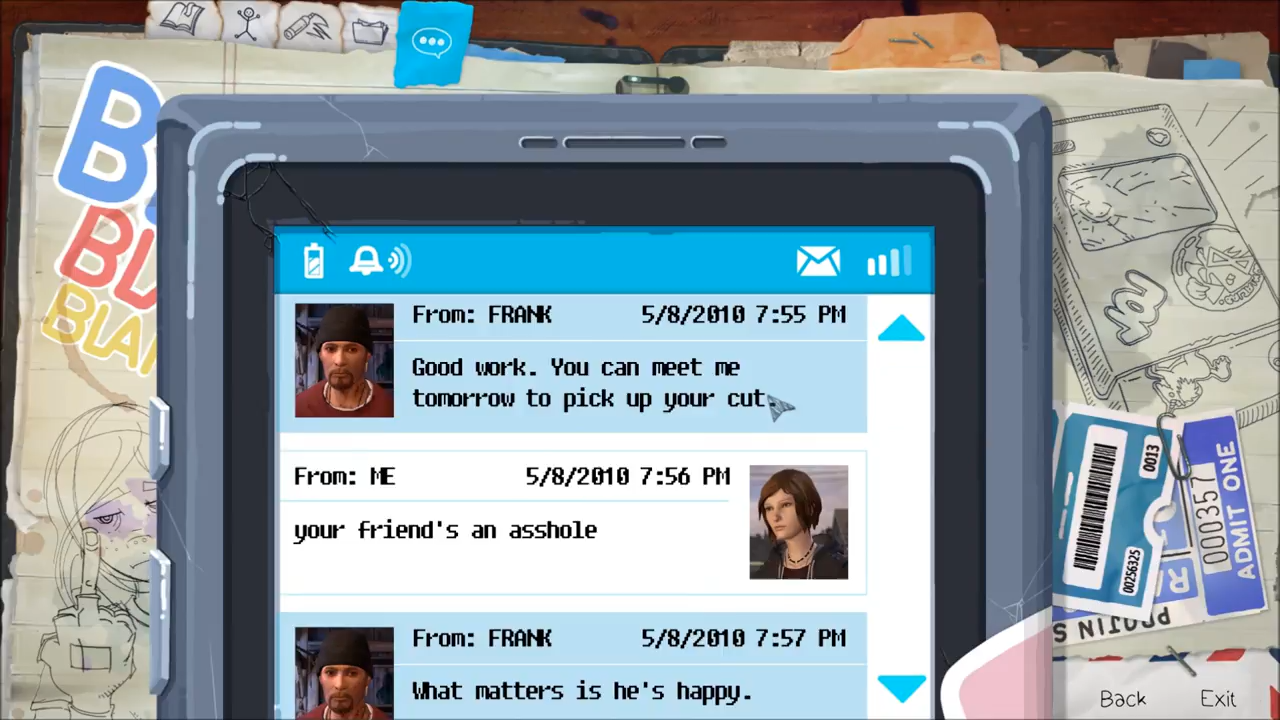 From: FRANK 5/8/2010 7:55 PM
Good work. You can meet me
tomorrow to pick up your cut
From: ME 5/8/2010 7:56 PM
your friend's an asshole
From: FRANK 5/8/2010 7:57 PM
What matters is he's happy.
0013
00256325
000357
ADMIT ONE
Back Exit